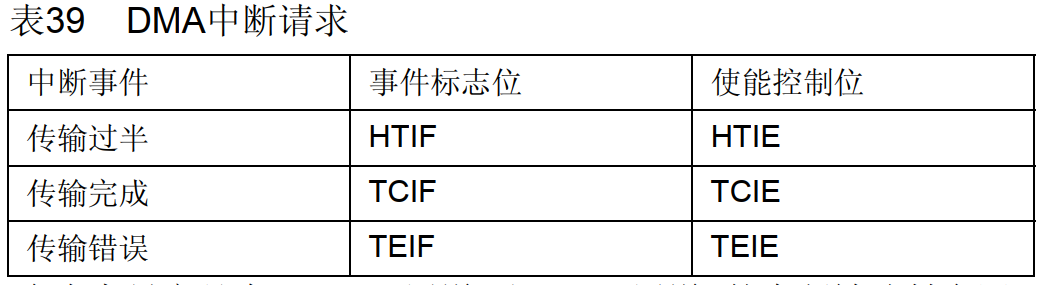 表39 DMA中断请求
中断事件 事件标志位 使能控制位
传输过半 HTIF HTIE
传输完成 TCIF TCIE
传输错误 TEIF TEIE